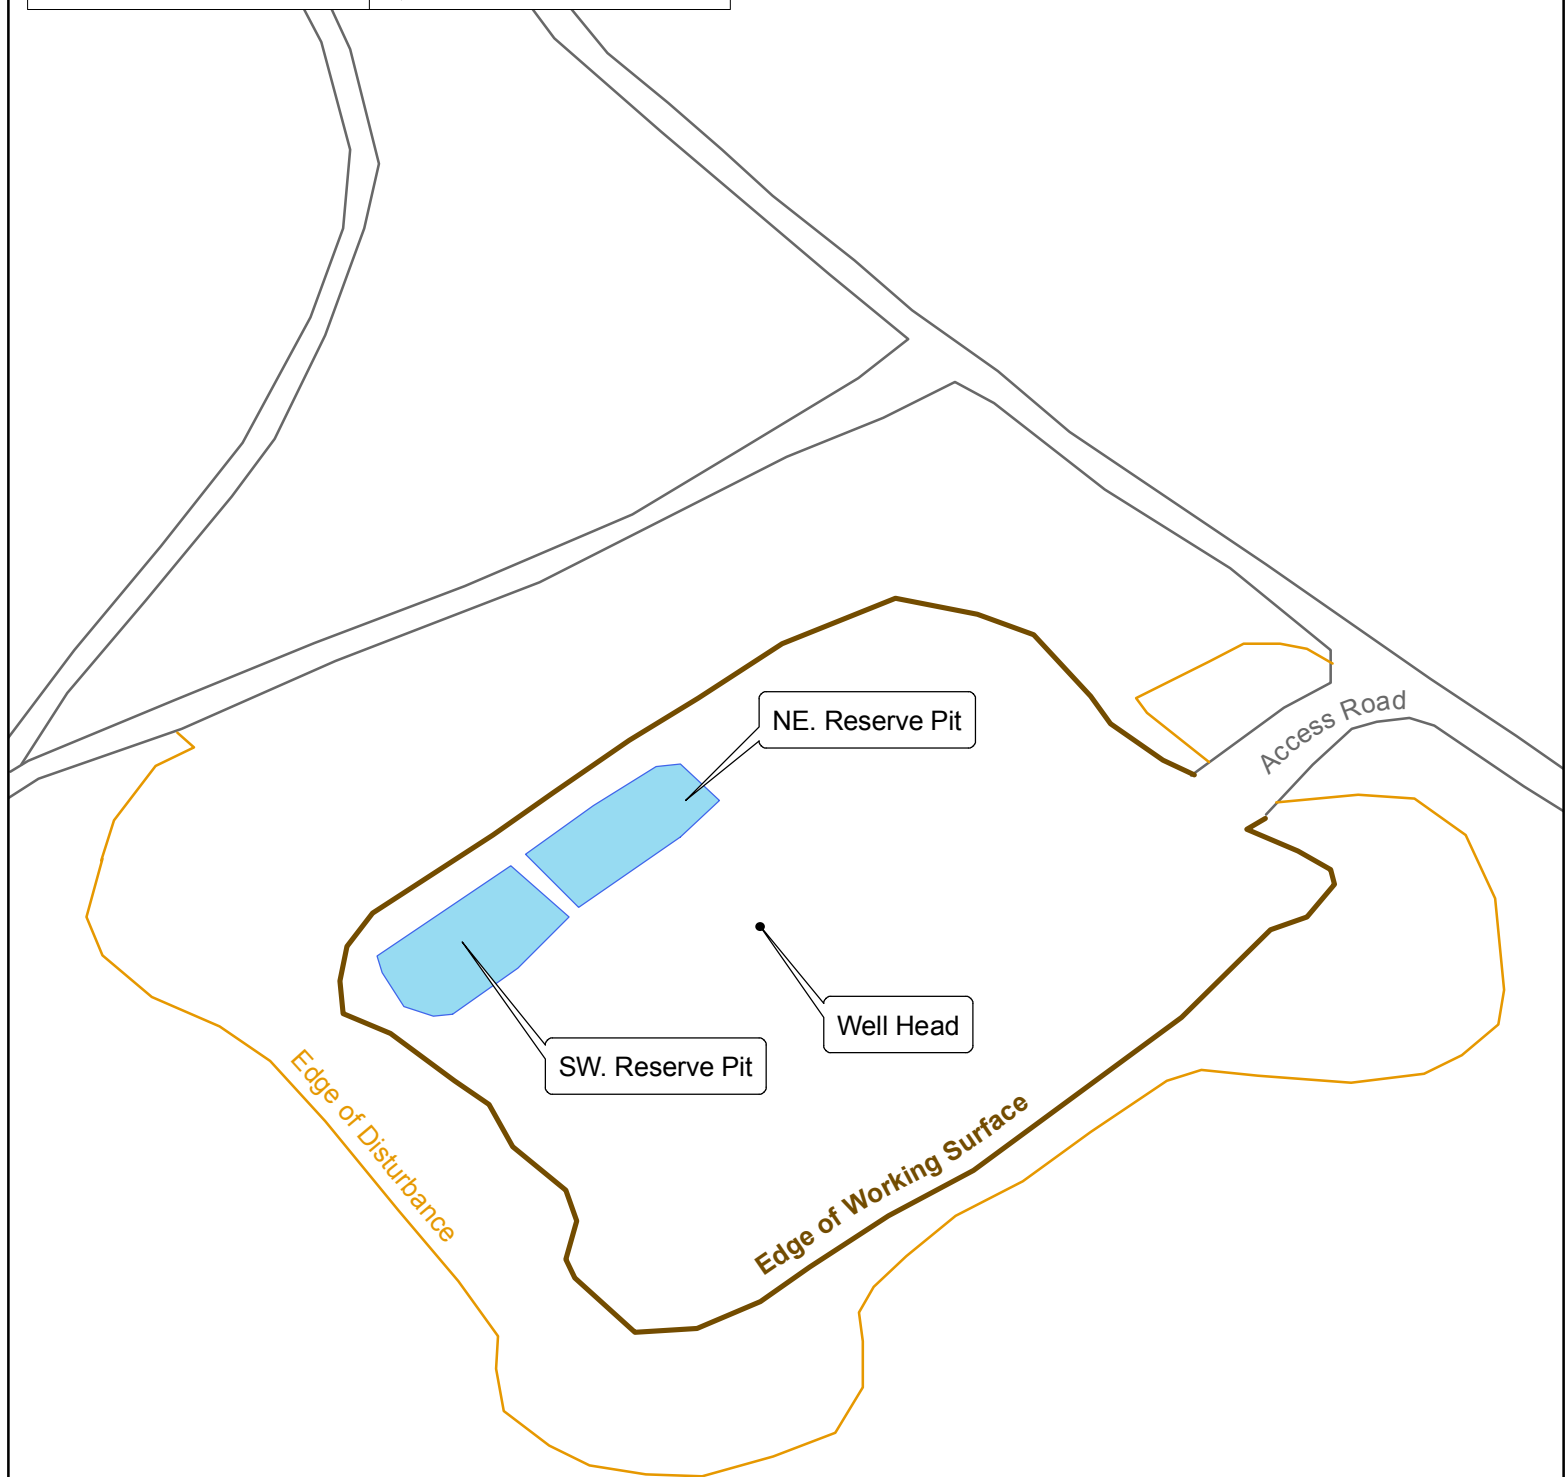 NE. Reserve Pit
Access Road
Well Head
SW. Reserve Pit
Edge of Disturbance
Edge of Working Surface